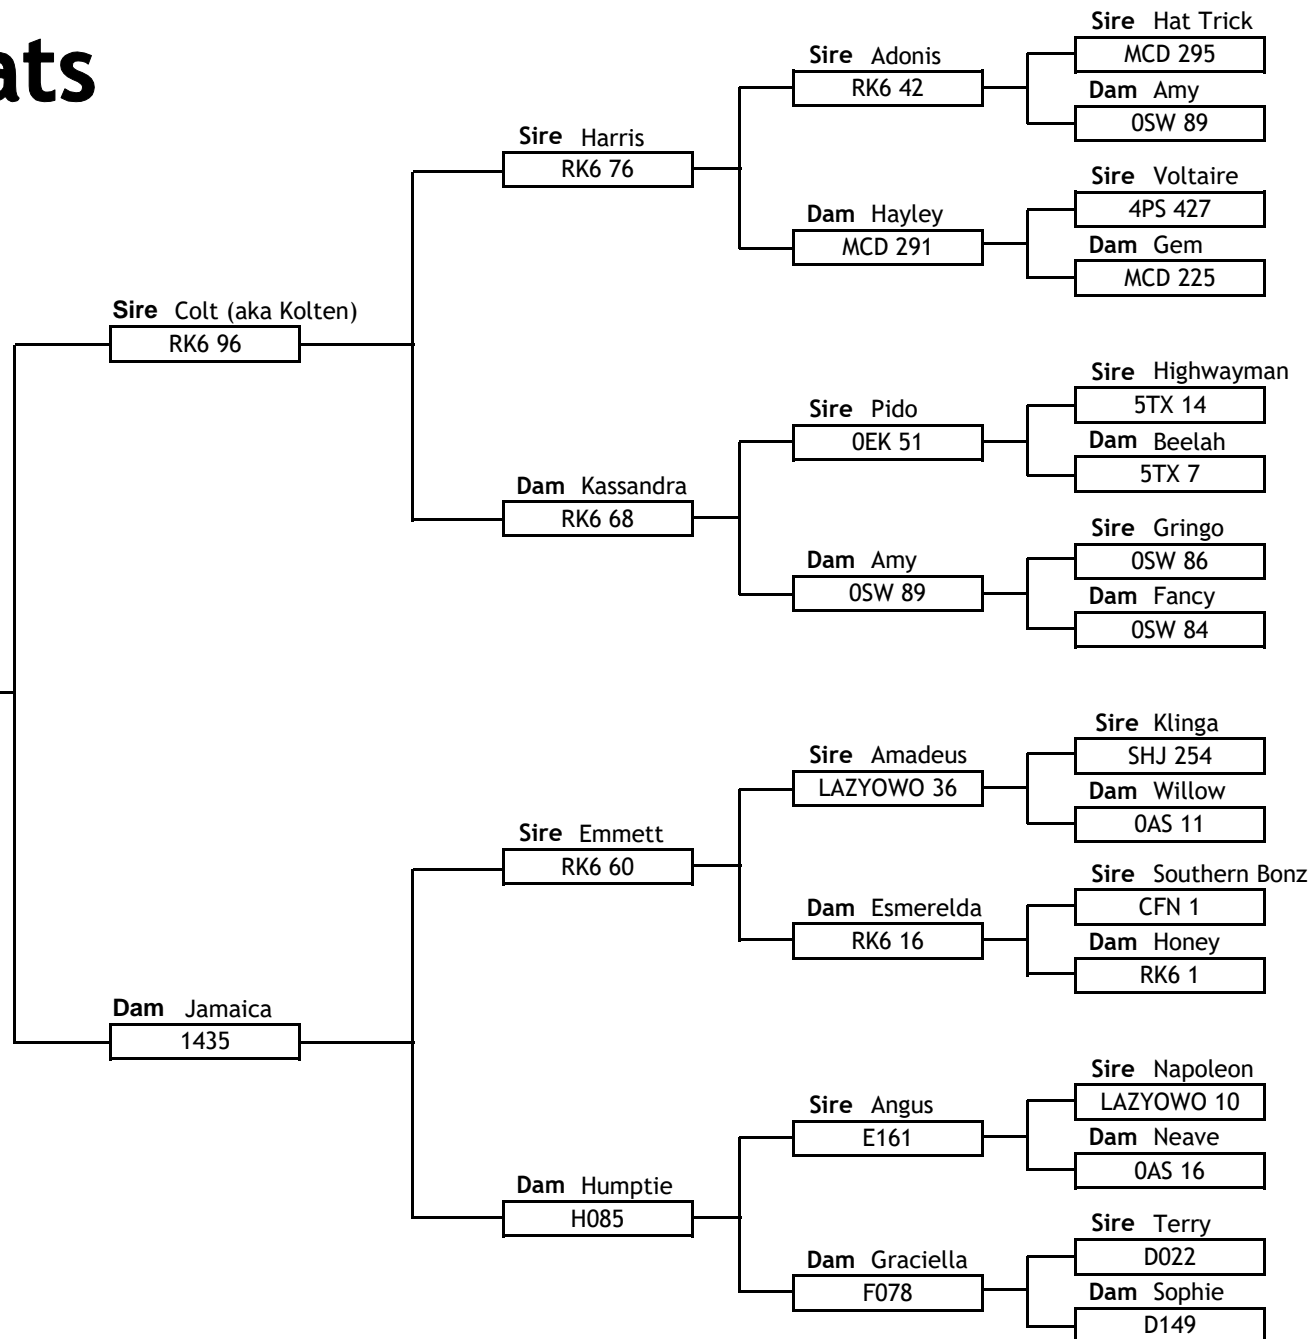 ats
Sire Colt (aka Kolten)
RK6 96
Dam Jamaica
1435
Sire Harris
RK6 76
Dam Kassandra
RK6 68
Sire Emmett
RK6 60
Dam Humptie
H085
Sire Adonis
RK6 42
Dam Hayley
MCD 291
Sire Pido
0EK 51
Dam Amy
0SW 89
Sire Amadeus
LAZYOWO 36
Dam Esmerelda
RK6 16
Sire Angus
E161
Dam Graciella
F078
Sire Hat Trick
MCD 295
Dam Amy
0SW 89
Sire Voltaire
4PS 427
Dam Gem
MCD 225
Sire Highwayman
5TX 14
Dam Beelah
5TX 7
Sire Gringo
0SW 86
Dam Fancy
0SW 84
Sire Klinga
SHJ 254
Dam Willow
0AS 11
Sire Southern Bonz
CFN 1
Dam Honey
RK6 1
Sire Napoleon
LAZYOWO 10
Dam Neave
0AS 16
Sire Terry
D022
Dam Sophie
D149